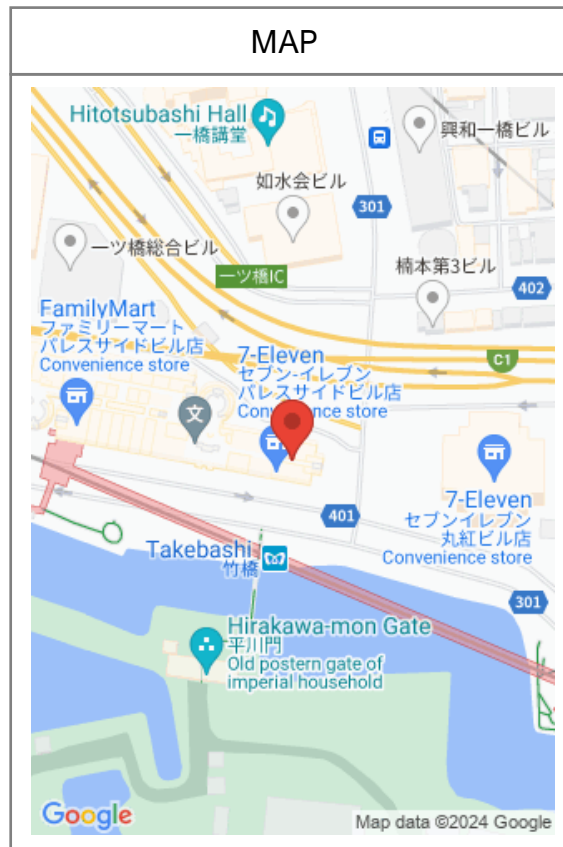 MAP
Hitotsubashi Hall
一橋講堂
興和一橋ビル
如水会ビル
301
一ツ橋総合ビル
一ツ橋IC
楠本第3ビル
402
FamilyMart
ファミリーマート
パレスサイドビル店
Convenience store
7-Eleven
セブン-イレブン
パレスサイドビル店
Convenience store
C1
文
7-Eleven
セブンイレブン
丸紅ビル店
Convenience store
401
Takebashi
竹橋
301
Hirakawa-mon Gate
平川門
Old postern gate of
imperial household
Google
Map data ©2024 Google